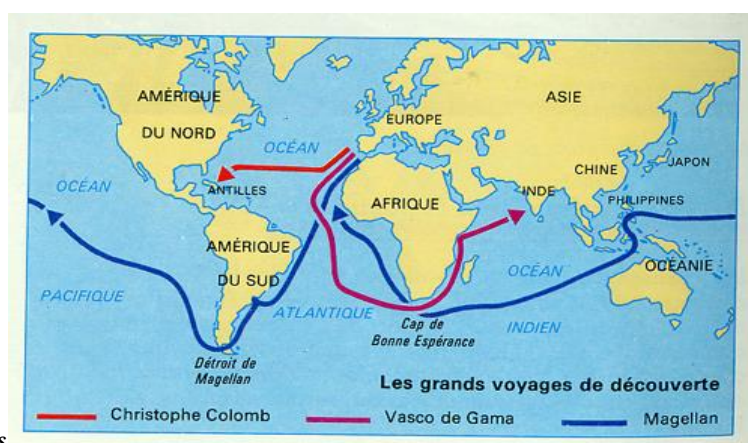 AMÉRIQUE
DU NORD
OCÉAN
EUROPE
ASIE
CHINE
JAPON
OCÉAN
ANTILLES
AFRIQUE
INDE
PHILIPPINES
AMÉRIQUE
DU SUD
OCÉAN
OCÉANIE
PACIFIQUE
ATLANTIQUE
Cap de
Bonne Espérance
INDIEN
Détroit de
Magellan
Les grands voyages de découverte
Christophe Colomb
Vasco de Gama
Magellan
s